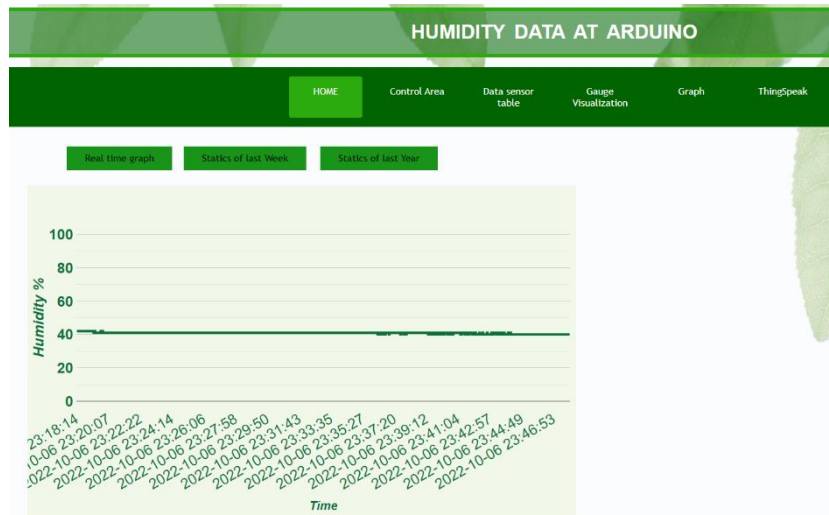 HUMIDITY DATA AT ARDUINO
HOME
Control Area
Data sensor
table
Gauge
Visualization
Graph
ThingSpeak
Real time graph
Statics of last Week
Statics of last Year
100
80
60
40
20
0
Humidity %
23:18:14
10-06 23:20:07
2022-10-06 23:22:22
2022-10-06 23:24:14
2022-10-06 23:26:06
2022-10-06 23:27:58
2022-10-06 23:29:50
2022-10-06 23:31:43
2022-10-06 23:33:35
2022-10-06 23:35:27
2022-10-06 23:37:20
2022-10-06 23:39:12
2022-10-06 23:41:04
2022-10-06 23:42:57
2022-10-06 23:44:49
2022-10-06 23:46:53
Time